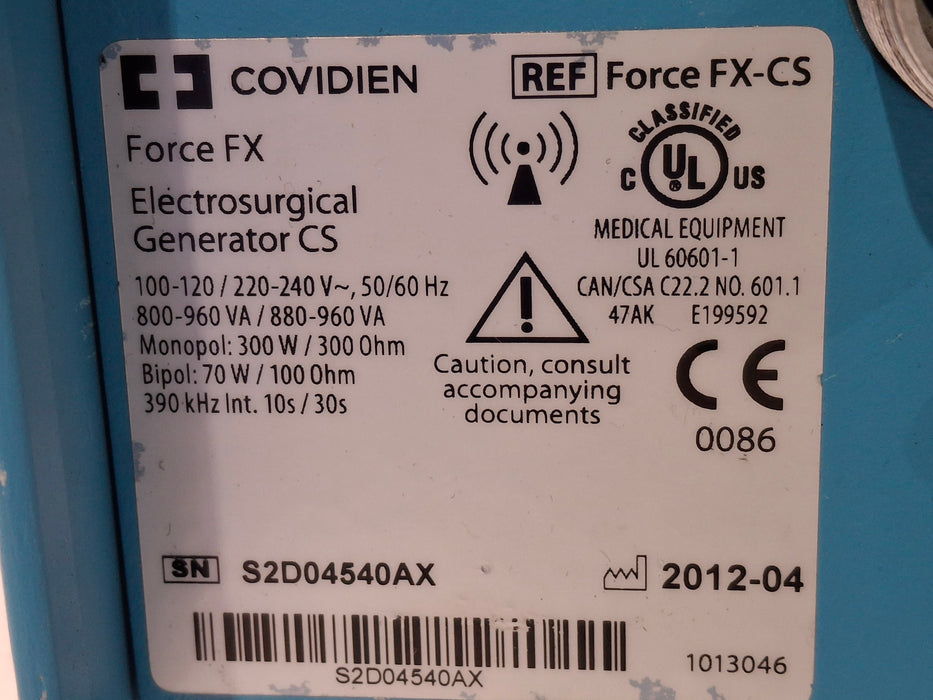 COVIDIEN
REF Force FX-CS
Force FX
Electrosurgical
Generator CS
100-120 / 220-240 V~, 50/60 Hz
800-960 VA / 880-960 VA
Monopol: 300 W / 300 Ohm
Bipol: 70 W / 100 Ohm
390 kHz Int. 10s / 30s
Caution, consult
accompanying
documents
CLASSIFIED
C UL ® US
MEDICAL EQUIPMENT
UL 60601-1
CAN/CSA C22.2 NO. 601.1
47AK E199592
CE
0086
SN S2D04540AX
2012-04
S2D04540AX
1013046